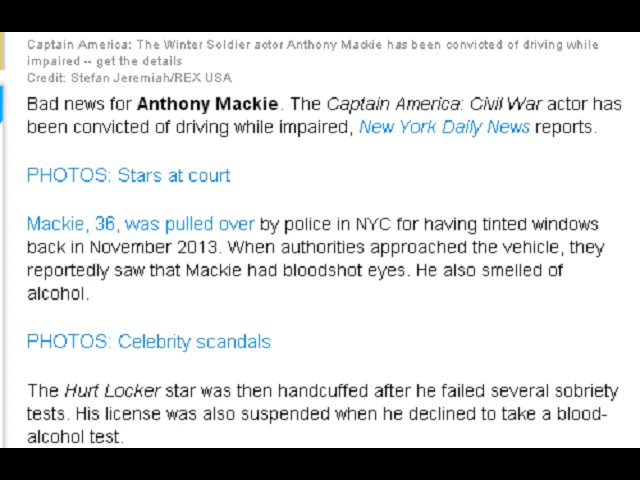 Captain America: The Winter Soldier actor Anthony Mackie has been convicted of driving while
impaired -- get the details
Credit: Stefan Jeremiah/REX USA
Bad news for Anthony Mackie. The Captain America: Civil War actor has
been convicted of driving while impaired, New York Daily News reports.
PHOTOS: Stars at court
Mackie, 36, was pulled over by police in NYC for having tinted windows
back in November 2013. When authorities approached the vehicle, they
reportedly saw that Mackie had bloodshot eyes. He also smelled of
alcohol.
PHOTOS: Celebrity scandals
The Hurt Locker star was then handcuffed after he failed several sobriety
tests. His license was also suspended when he declined to take a blood-
alcohol test.